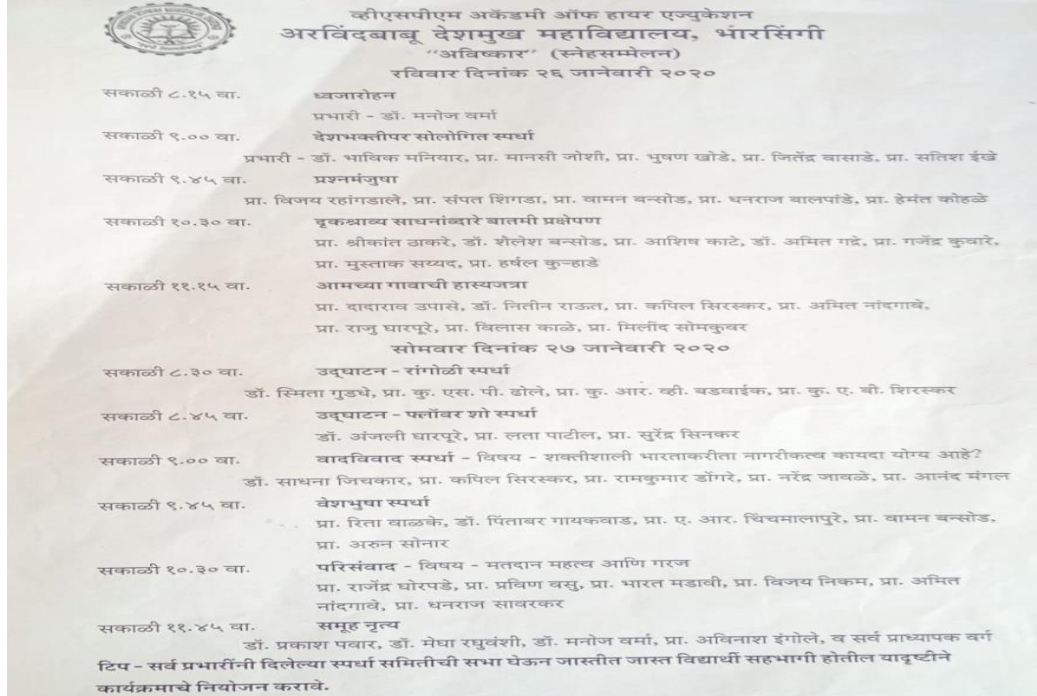 व्हीएसपीएम अकॅडमी ऑफ हायर एज्युकेशन
अरविंदबाबू देशमुख महाविद्यालय, भारसिंगी
"अविष्कार" (स्नेहसम्मेलन)
रविवार दिनांक २६ जानेवारी २०२०
सकाळी ८.१५ वा. ध्वजारोहन
प्रभारी - डॉ. मनोज वर्मा
सकाळी ९.०० वा. देशभक्तीपर सोलोगित स्पर्धा
प्रभारी - डॉ. भाविक मनियार, प्रा. मानसी जोशी, प्रा. भुषण खोडे, प्रा. जितेंद्र वासाडे, प्रा. सतिश ईखे
सकाळी ९.४५ वा. प्रश्नमंजुषा
प्रा. विजय रहांगडाले, प्रा. संपत शिंगडा, प्रा. वामन बन्सोड, प्रा. धनराज बालपांडे, प्रा. हेमंत कोहळे
सकाळी १०.३० वा. दृकश्राव्य साधनांव्दारे बातमी प्रक्षेपण
प्रा. श्रीकांत ठाकरे, डॉ. शैलेश बन्सोड, प्रा. आशिष काटे, डॉ. अमित गद्रे, प्रा. गजेंद्र कुवारे,
प्रा. मुस्ताक सय्यद, प्रा. हर्षल कुऱ्हाडे
सकाळी ११.१५ वा. आमच्या गावाची हास्यजत्रा
प्रा. दादाराव उपासे, डॉ. नितीन राऊत, प्रा. कपिल सिरस्कर, प्रा. अमित नांदगावे,
प्रा. राजु घारपूरे, प्रा. विलास काळे, प्रा. मिलींद सोमकुवर
सोमवार दिनांक २७ जानेवारी २०२०
सकाळी ८.३० वा. उद्घाटन - रांगोळी स्पर्धा
डॉ. स्मिता गुडधे, प्रा. कु. एस. पी. ढोले, प्रा. कु. आर. व्ही. बडवाईक, प्रा. कु. ए. बी. शिरस्कर
सकाळी ८.४५ वा. उद्घाटन - फ्लॉवर शो स्पर्धा
डॉ. अंजली घारपूरे, प्रा. लता पाटील, प्रा. सुरेंद्र सिनकर
सकाळी ९.०० वा. वादविवाद स्पर्धा - विषय - शक्तीशाली भारताकरीता नागरीकत्व कायदा योग्य आहे?
डॉ. साधना जिचकार, प्रा. कपिल सिरस्कर, प्रा. रामकुमार डोंगरे, प्रा. नरेंद्र जावळे, प्रा. आनंद मंगल
सकाळी ९.४५ वा. वेशभुषा स्पर्धा
प्रा. रिता वाळके, डॉ. पिंताबर गायकवाड, प्रा. ए. आर. चिंचमालापुरे, प्रा. वामन बन्सोड,
प्रा. अरुन सोनार
सकाळी १०.३० वा. परिसंवाद - विषय - मतदान महत्व आणि गरज
प्रा. राजेंद्र घोरपडे, प्रा. प्रविण वसु, प्रा. भारत मडावी, प्रा. विजय निकम, प्रा. अमित
नांदगावे, प्रा. धनराज सावरकर
सकाळी ११.४५ वा. समूह नृत्य
डॉ. प्रकाश पवार, डॉ. मेघा रघुवंशी, डॉ. मनोज वर्मा, प्रा. अविनाश इंगोले, व सर्व प्राध्यापक वर्ग
टिप - सर्व प्रभारींनी दिलेल्या स्पर्धा समितीची सभा घेऊन जास्तीत जास्त विद्यार्थी सहभागी होतील यादृष्टीने
कार्यक्रमाचे नियोजन करावे.